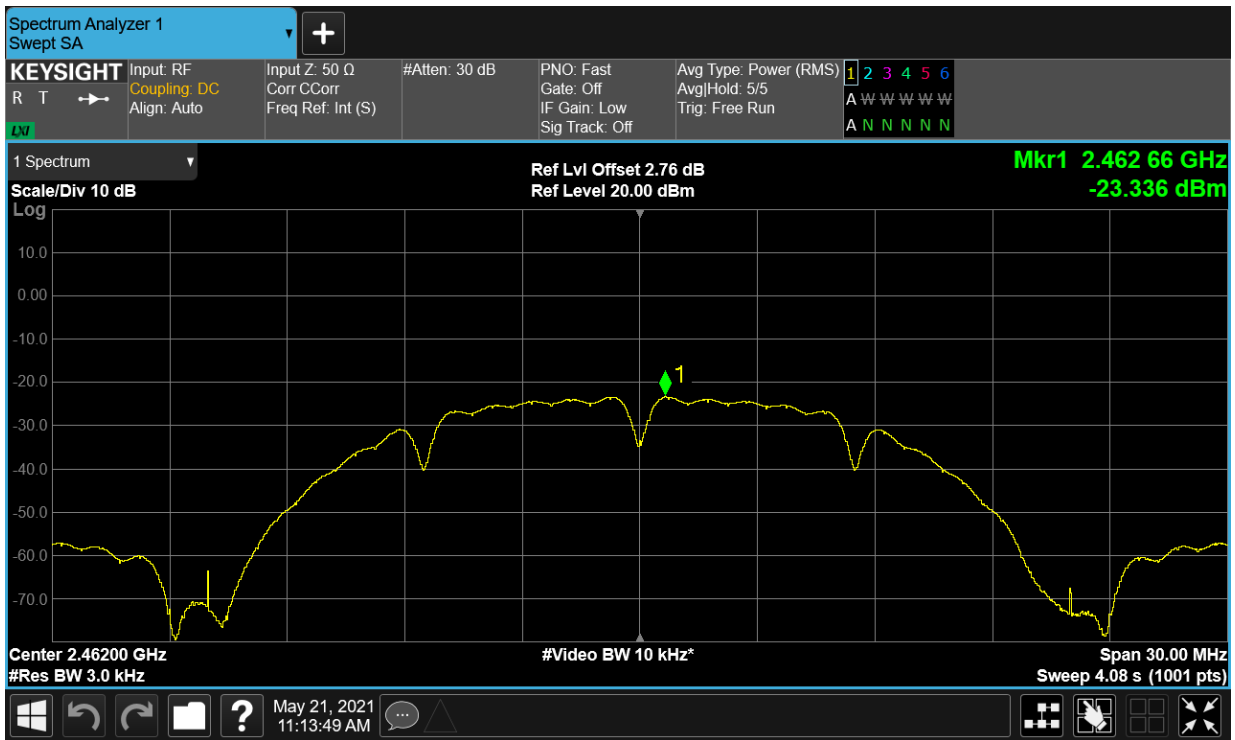 Spectrum Analyzer 1
Swept SA
KEYSIGHT
R T
LXI
Input: RF
Coupling: DC
Align: Auto
Input Z: 50 Ω
Corr CCorr
Freq Ref: Int (S)
#Atten: 30 dB
PNO: Fast
Gate: Off
IF Gain: Low
Sig Track: Off
Avg Type: Power (RMS)
Avg|Hold: 5/5
Trig: Free Run
1 2 3 4 5 6
A W W W W W
A N N N N N
1 Spectrum
Scale/Div 10 dB
Log
Ref Lvl Offset 2.76 dB
Ref Level 20.00 dBm
Mkr1 2.462 66 GHz
-23.336 dBm
10.0
0.00
-10.0
-20.0
-30.0
-40.0
-50.0
-60.0
-70.0
1
Center 2.46200 GHz
#Res BW 3.0 kHz
#Video BW 10 kHz*
Span 30.00 MHz
Sweep 4.08 s (1001 pts)
?
May 21, 2021
11:13:49 AM